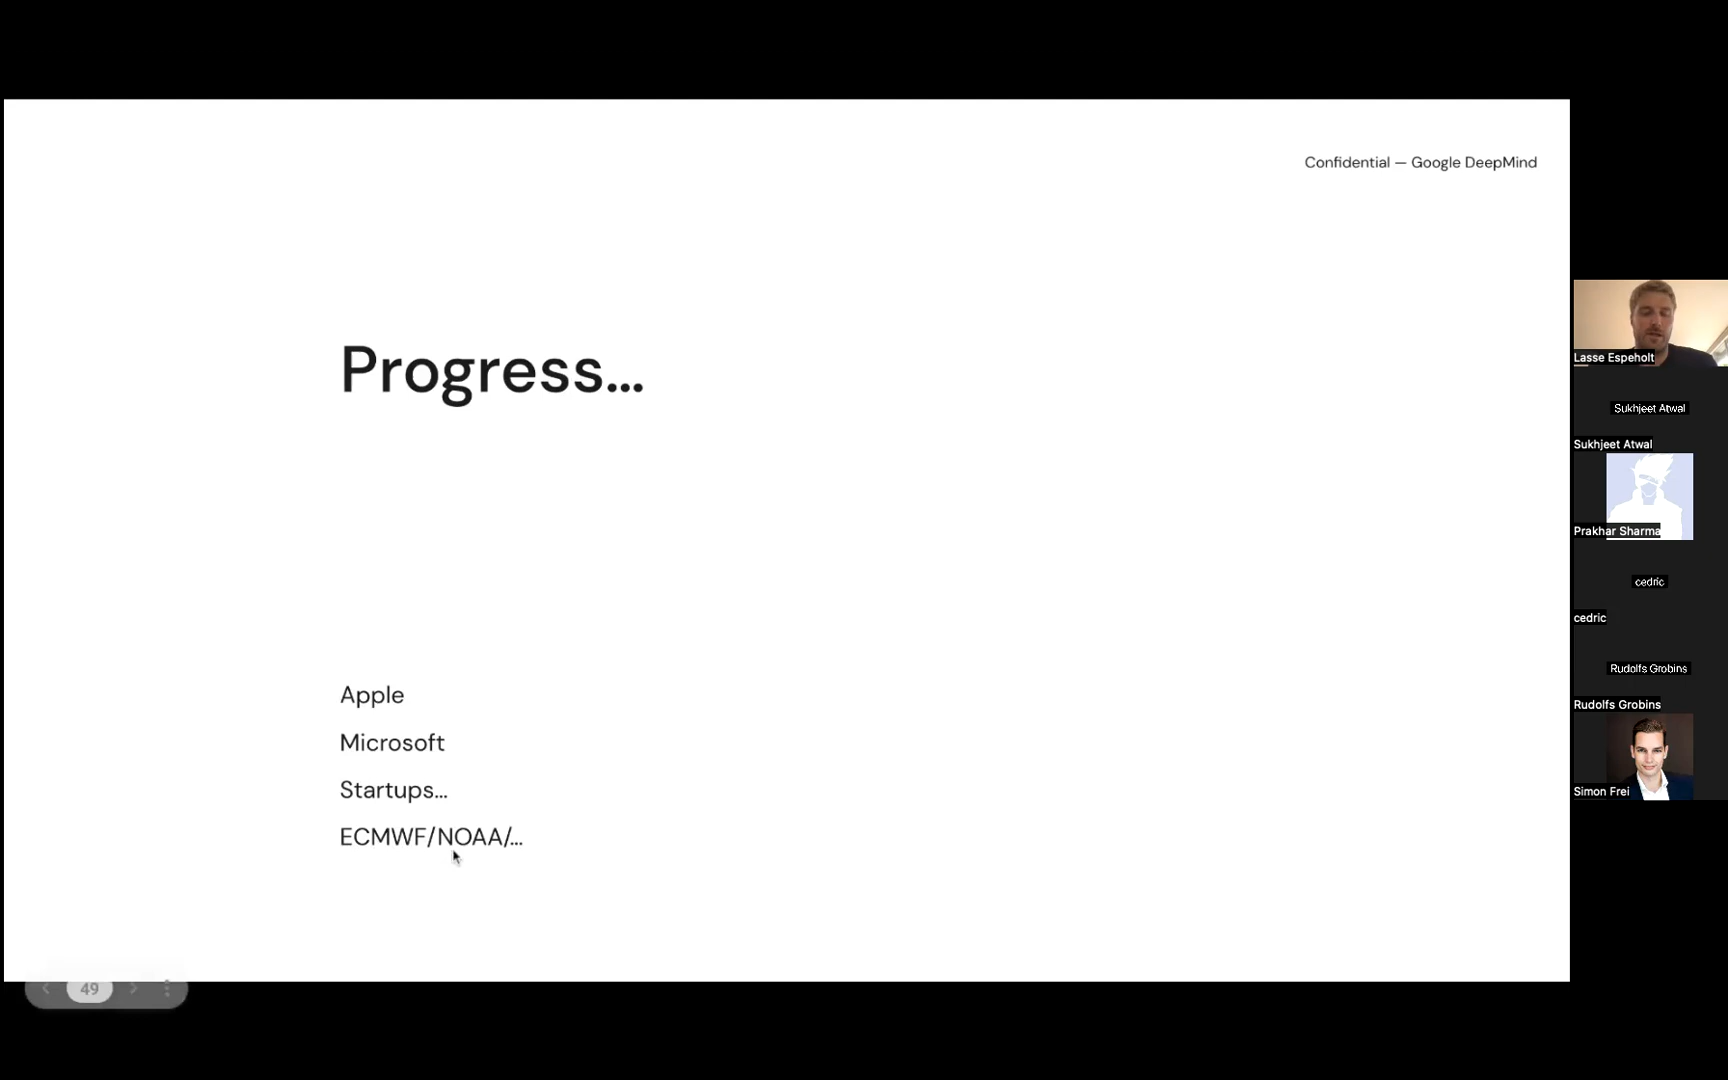 Confidential — Google DeepMind
Progress...
Apple
Microsoft
Startups...
ECMWF/NOAA/...
49
Lasse Espeholt
Sukhjeet Atwal
Sukhjeet Atwal
Prakhar Sharma
cedric
cedric
Rudolfs Grobins
Rudolfs Grobins
Simon Frei